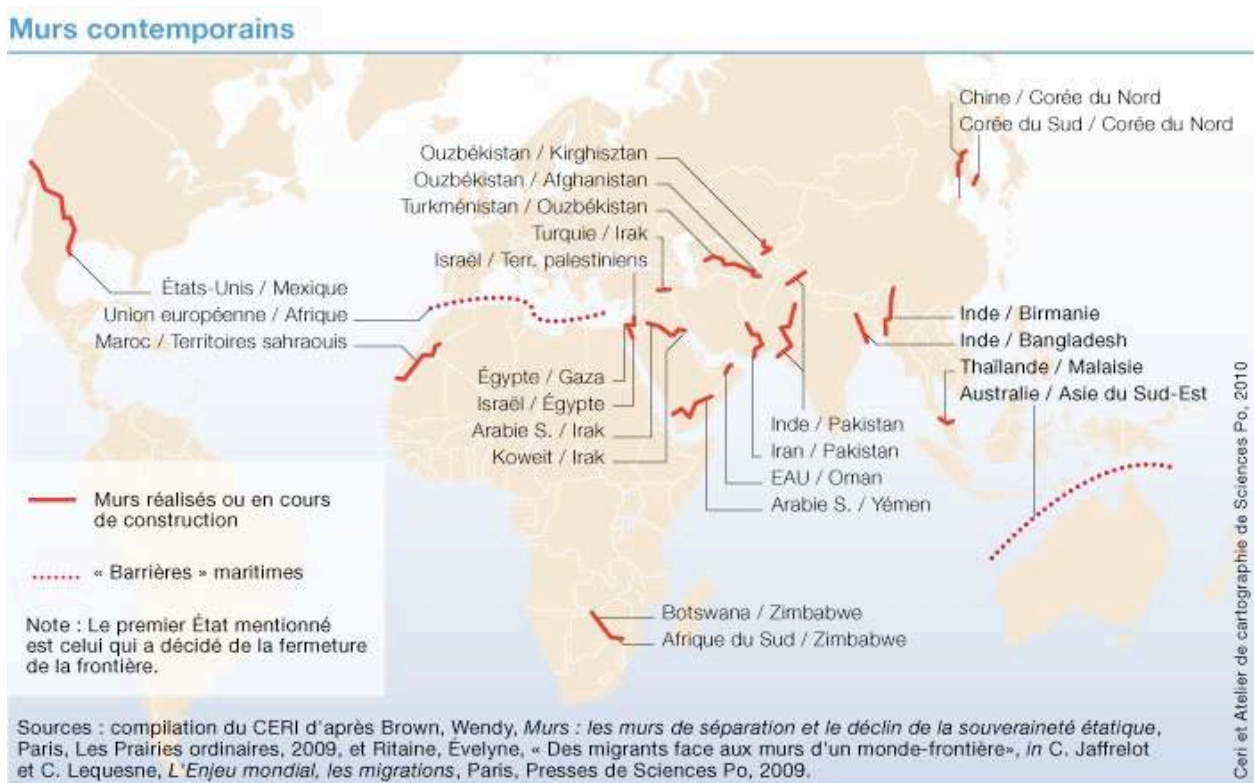 Murs contemporains
Chine / Corée du Nord
Corée du Sud / Corée du Nord
Ouzbékistan / Kirghisztan
Ouzbékistan / Afghanistan
Turkménistan / Ouzbékistan
Turquie / Irak
Israël / Terr. palestiniens
États-Unis / Mexique
Union européenne / Afrique
Maroc / Territoires sahraouis
Inde / Birmanie
Inde / Bangladesh
Thaïlande / Malaisie
Australie / Asie du Sud-Est
Égypte / Gaza
Israël / Égypte
Arabie S. / Irak
Koweit / Irak
Inde / Pakistan
Iran / Pakistan
EAU / Oman
Arabie S. / Yémen
Murs réalisés ou en cours
de construction
« Barrières » maritimes
Note : Le premier État mentionné
est celui qui a décidé de la fermeture
de la frontière.
Botswana / Zimbabwe
Afrique du Sud / Zimbabwe
Sources : compilation du CERI d'après Brown, Wendy, Murs : les murs de séparation et le déclin de la souveraineté étatique,
Paris, Les Prairies ordinaires, 2009, et Ritaine, Évelyne, « Des migrants face aux murs d'un monde-frontière», in C. Jaffrelot
et C. Lequesne, L'Enjeu mondial, les migrations, Paris, Presses de Sciences Po, 2009.
Ceri et Atelier de cartographie de Sciences Po, 2010